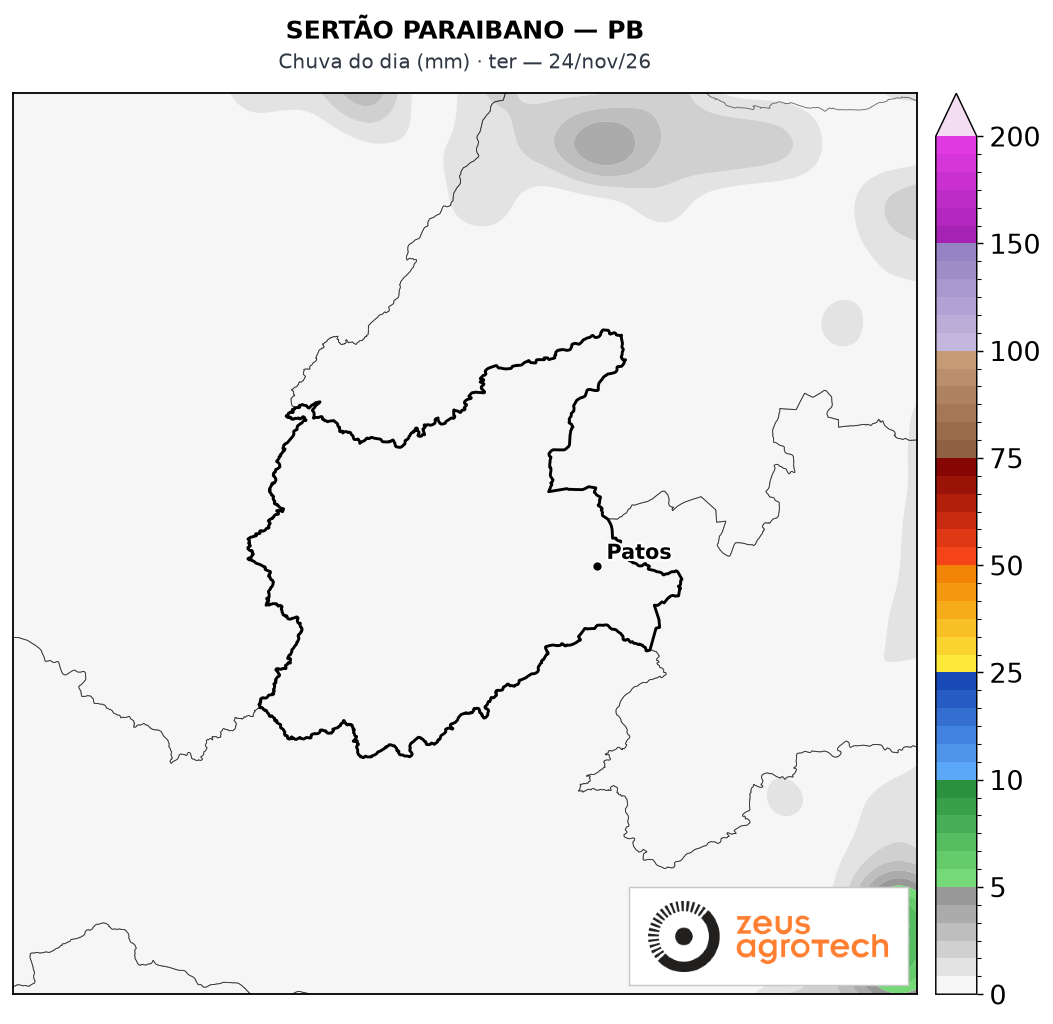 SERTÃO PARAIBANO — PB
Chuva do dia (mm) · ter — 24/nov/26
200
150
100
75
50
25
10
5
0
Patos
zeus
agrotech